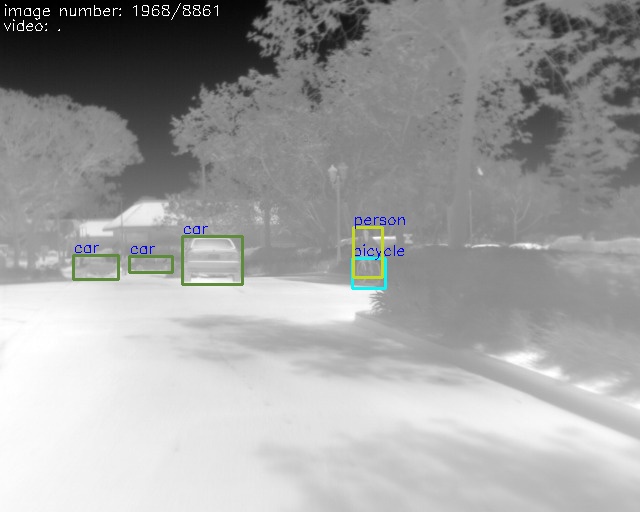 image number: 1968/8861
video: .
person
car
bicycle
car
car